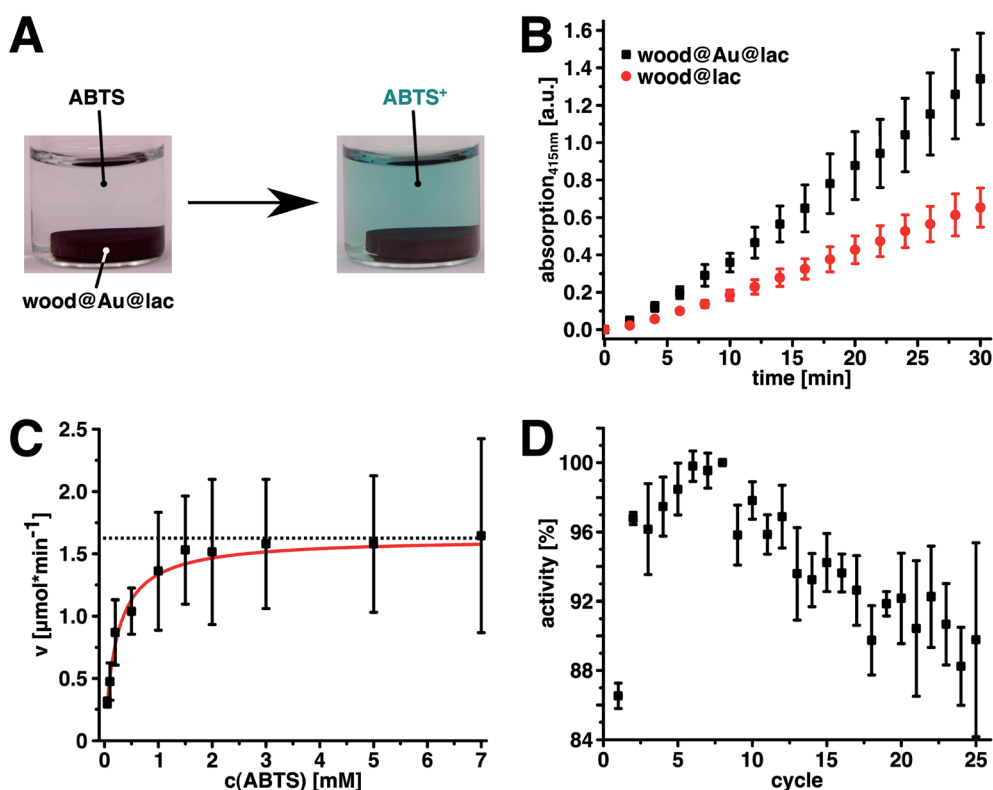 A
ABTS
ABTS⁺
wood@Au@lac
B
wood@Au@lac
wood@lac
absorption₄₁₅ₙₘ [a.u.]
1.6
1.4
1.2
1.0
0.8
0.6
0.4
0.2
0.0
0 5 10 15 20 25 30
time [min]
C
v [µmol*min⁻¹]
2.5
2.0
1.5
1.0
0.5
0
0 1 2 3 4 5 6 7
c(ABTS) [mM]
D
activity [%]
100
96
92
88
84
0 5 10 15 20 25
cycle